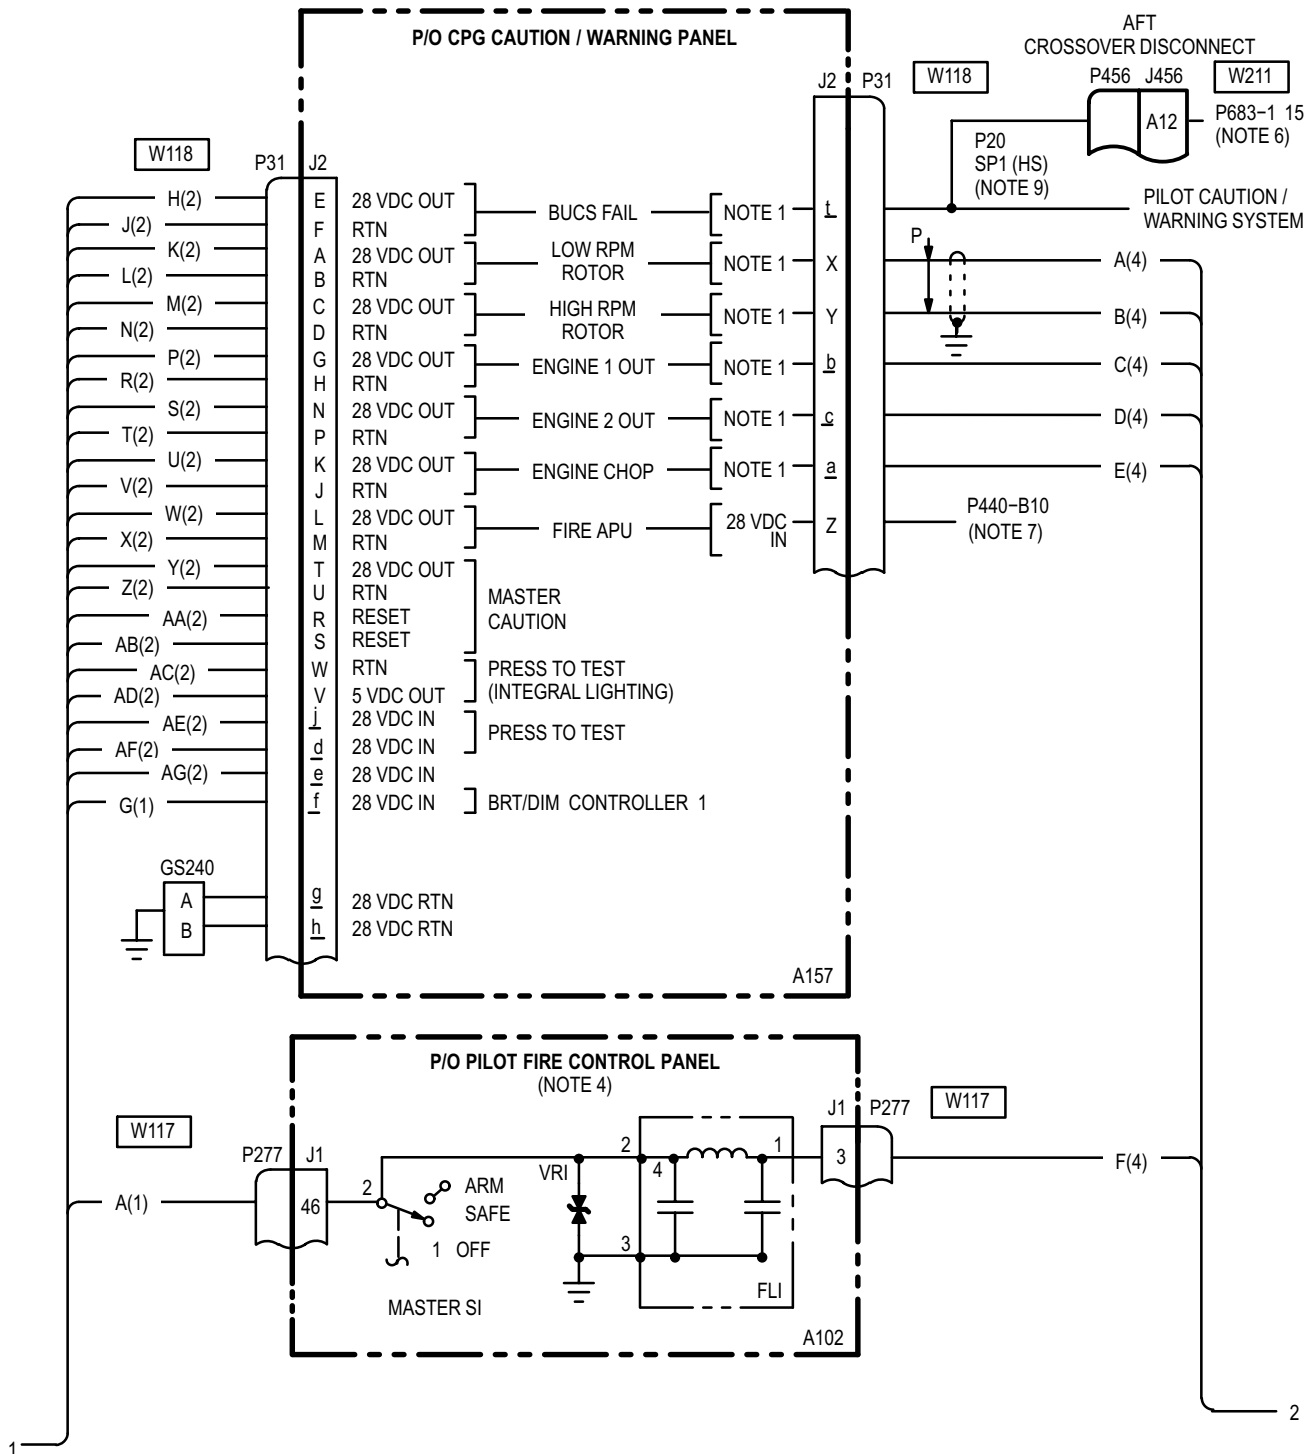 P/O CPG CAUTION / WARNING PANEL
AFT
CROSSOVER DISCONNECT
J2 P31 W118 P456 J456 W211
A12
P683−1 15
(NOTE 6)
P20
SP1 (HS)
(NOTE 9)
PILOT CAUTION /
WARNING SYSTEM
W118
P31 J2
H(2) E 28 VDC OUT
J(2) F RTN
BUCS FAIL NOTE 1 t
K(2) A 28 VDC OUT
L(2) B RTN
LOW RPM
ROTOR
NOTE 1 X P A(4)
M(2) C 28 VDC OUT
N(2) D RTN
HIGH RPM
ROTOR
NOTE 1 Y B(4)
P(2) G 28 VDC OUT
R(2) H RTN
ENGINE 1 OUT NOTE 1 b C(4)
S(2) N 28 VDC OUT
T(2) P RTN
ENGINE 2 OUT NOTE 1 c D(4)
U(2) K 28 VDC OUT
V(2) J RTN
ENGINE CHOP NOTE 1 a E(4)
W(2) L 28 VDC OUT
X(2) M RTN
FIRE APU
28 VDC
IN
Z
P440−B10
(NOTE 7)
Y(2) T 28 VDC OUT
Z(2) U RTN
AA(2) R RESET
AB(2) S RESET
MASTER
CAUTION
AC(2) W RTN
AD(2) V 5 VDC OUT
PRESS TO TEST
(INTEGRAL LIGHTING)
AE(2) j 28 VDC IN
AF(2) d 28 VDC IN
PRESS TO TEST
AG(2) e 28 VDC IN
G(1) f 28 VDC IN BRT/DIM CONTROLLER 1
GS240
A g 28 VDC RTN
B h 28 VDC RTN
A157
P/O PILOT FIRE CONTROL PANEL
(NOTE 4)
W117
P277 J1
A(1) 46
2
ARM
SAFE
1 OFF
MASTER SI
VRI
2 4 1
3
FLI
J1 P277 W117
3
F(4)
A102
1
2